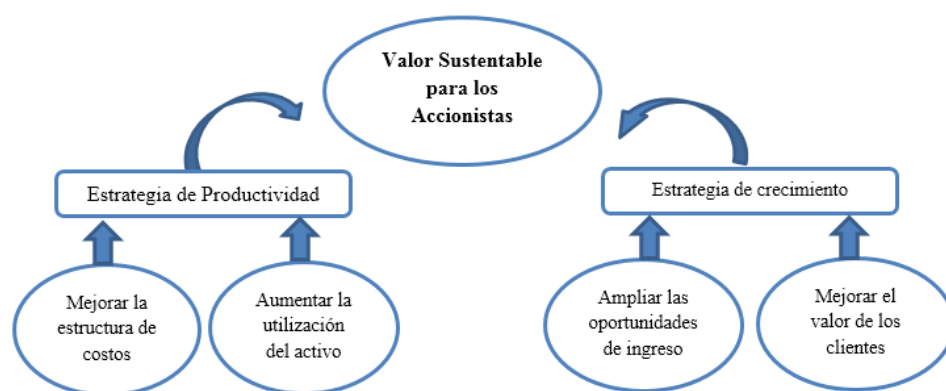 Valor Sustentable
para los
Accionistas
Estrategia de Productividad
Estrategia de crecimiento
Mejorar la
estructura de
costos
Aumentar la
utilización
del activo
Ampliar las
oportunidades
de ingreso
Mejorar el
valor de los
clientes